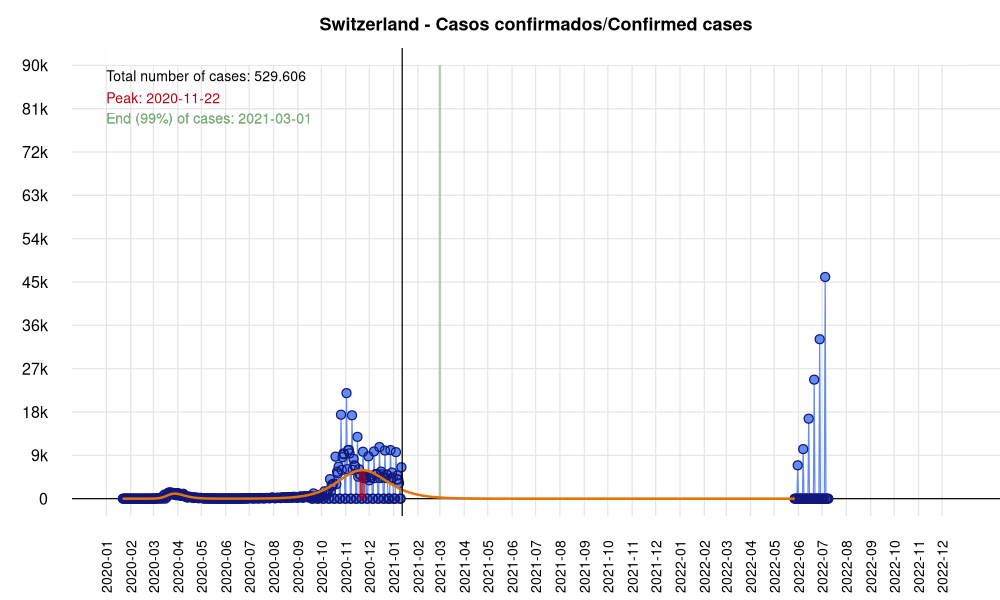 Switzerland - Casos confirmados/Confirmed cases
90k
81k
72k
63k
54k
45k
36k
27k
18k
9k
0
Total number of cases: 529.606
Peak: 2020-11-22
End (99%) of cases: 2021-03-01
2020-01
2020-02
2020-03
2020-04
2020-05
2020-06
2020-07
2020-08
2020-09
2020-10
2020-11
2020-12
2021-01
2021-02
2021-03
2021-04
2021-05
2021-06
2021-07
2021-08
2021-09
2021-10
2021-11
2021-12
2022-01
2022-02
2022-03
2022-04
2022-05
2022-06
2022-07
2022-08
2022-09
2022-10
2022-11
2022-12